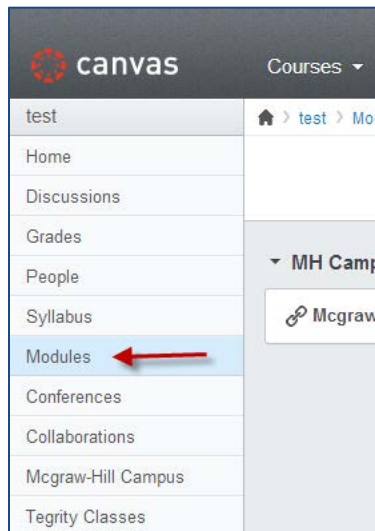 canvas Courses
test
test > Mo
Home
Discussions
Grades
People
MH Camp
Syllabus
Mcgraw
Modules
Conferences
Collaborations
Mcgraw-Hill Campus
Tegrity Classes